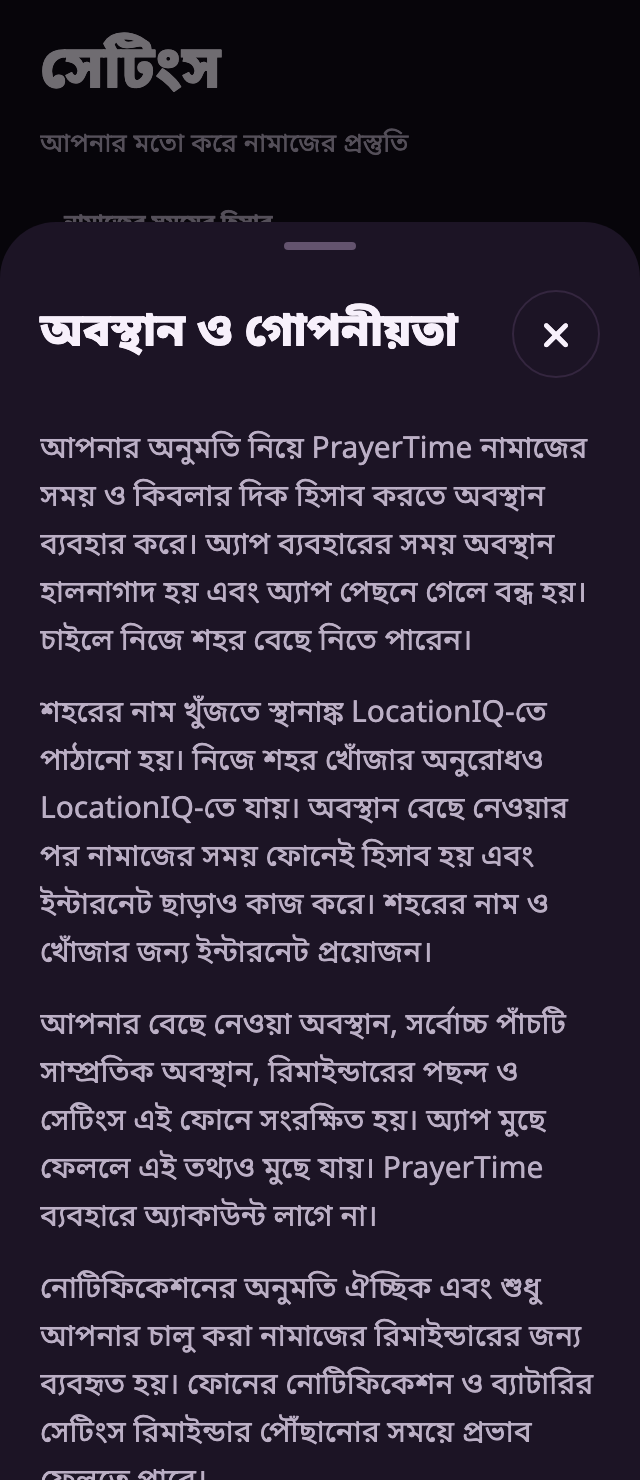 সেটিংস
আপনার মতো করে নামাজের প্রস্তুতি
নামাজের সময়ের হিসাব
অবস্থান ও গোপনীয়তা
আপনার অনুমতি নিয়ে PrayerTime নামাজের
সময় ও কিবলার দিক হিসাব করতে অবস্থান
ব্যবহার করে। অ্যাপ ব্যবহারের সময় অবস্থান
হালনাগাদ হয় এবং অ্যাপ পেছনে গেলে বন্ধ হয়।
চাইলে নিজে শহর বেছে নিতে পারেন।
শহরের নাম খুঁজতে স্থানাঙ্ক LocationIQ-তে
পাঠানো হয়। নিজে শহর খোঁজার অনুরোধও
LocationIQ-তে যায়। অবস্থান বেছে নেওয়ার
পর নামাজের সময় ফোনেই হিসাব হয় এবং
ইন্টারনেট ছাড়াও কাজ করে। শহরের নাম ও
খোঁজার জন্য ইন্টারনেট প্রয়োজন।
আপনার বেছে নেওয়া অবস্থান, সর্বোচ্চ পাঁচটি
সাম্প্রতিক অবস্থান, রিমাইন্ডারের পছন্দ ও
সেটিংস এই ফোনে সংরক্ষিত হয়। অ্যাপ মুছে
ফেললে এই তথ্যও মুছে যায়। PrayerTime
ব্যবহারে অ্যাকাউন্ট লাগে না।
নোটিফিকেশনের অনুমতি ঐচ্ছিক এবং শুধু
আপনার চালু করা নামাজের রিমাইন্ডারের জন্য
ব্যবহৃত হয়। ফোনের নোটিফিকেশন ও ব্যাটারির
সেটিংস রিমাইন্ডার পৌঁছানোর সময়ে প্রভাব
ফেলতে পারে।